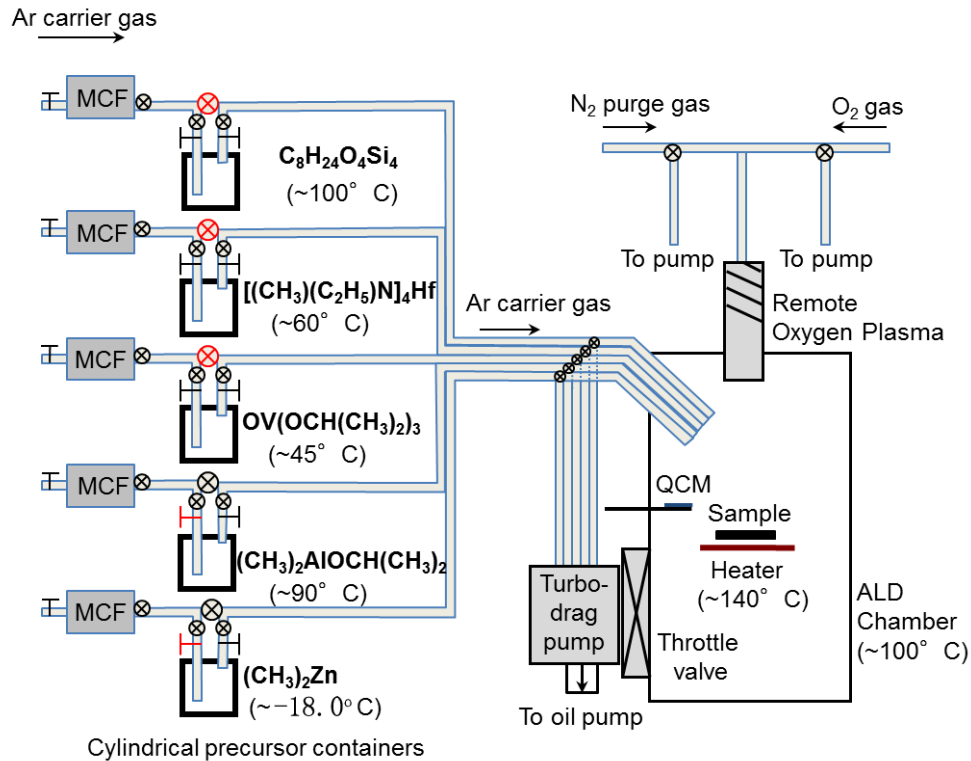 Ar carrier gas
MCF
C₈H₂₄O₄Si₄
(~100° C)
MCF
[(CH₃)(C₂H₅)N]₄Hf
(~60° C)
MCF
OV(OCH(CH₃)₂)₃
(~45° C)
MCF
(CH₃)₂AlOCH(CH₃)₂
(~90° C)
MCF
(CH₃)₂Zn
(~-18.0°C)
Cylindrical precursor containers
Ar carrier gas
N₂ purge gas
O₂ gas
To pump
To pump
Remote
Oxygen Plasma
QCM
Sample
Heater
(~140° C)
Turbo-
drag
pump
Throttle
valve
To oil pump
ALD
Chamber
(~100° C)